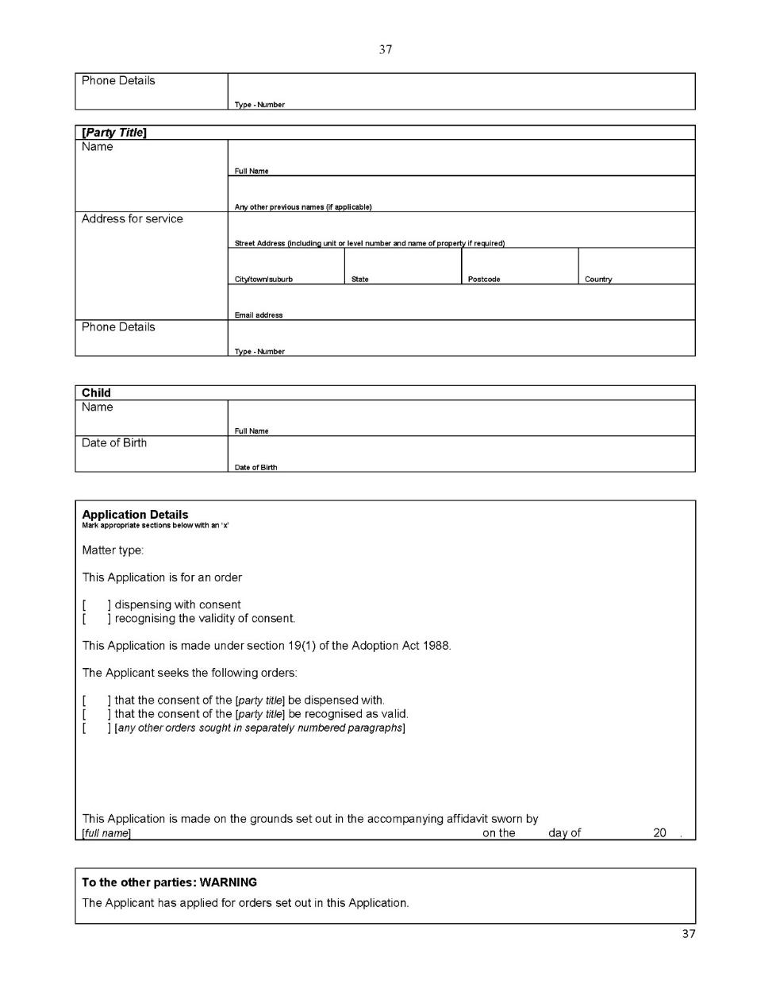 37
Phone Details
Type - Number
[Party Title]
Name
Full Name
Any other previous names (if applicable)
Address for service
Street Address (including unit or level number and name of property if required)
City/town/suburb State Postcode Country
Email address
Phone Details
Type - Number
Child
Name
Full Name
Date of Birth
Date of Birth
Application Details
Mark appropriate sections below with an ‘x’
Matter type:
This Application is for an order
[ ] dispensing with consent
[ ] recognising the validity of consent.
This Application is made under section 19(1) of the Adoption Act 1988.
The Applicant seeks the following orders:
[ ] that the consent of the [party title] be dispensed with.
[ ] that the consent of the [party title] be recognised as valid.
[ ] [any other orders sought in separately numbered paragraphs]
This Application is made on the grounds set out in the accompanying affidavit sworn by
[full name] on the day of 20 .
To the other parties: WARNING
The Applicant has applied for orders set out in this Application.
37